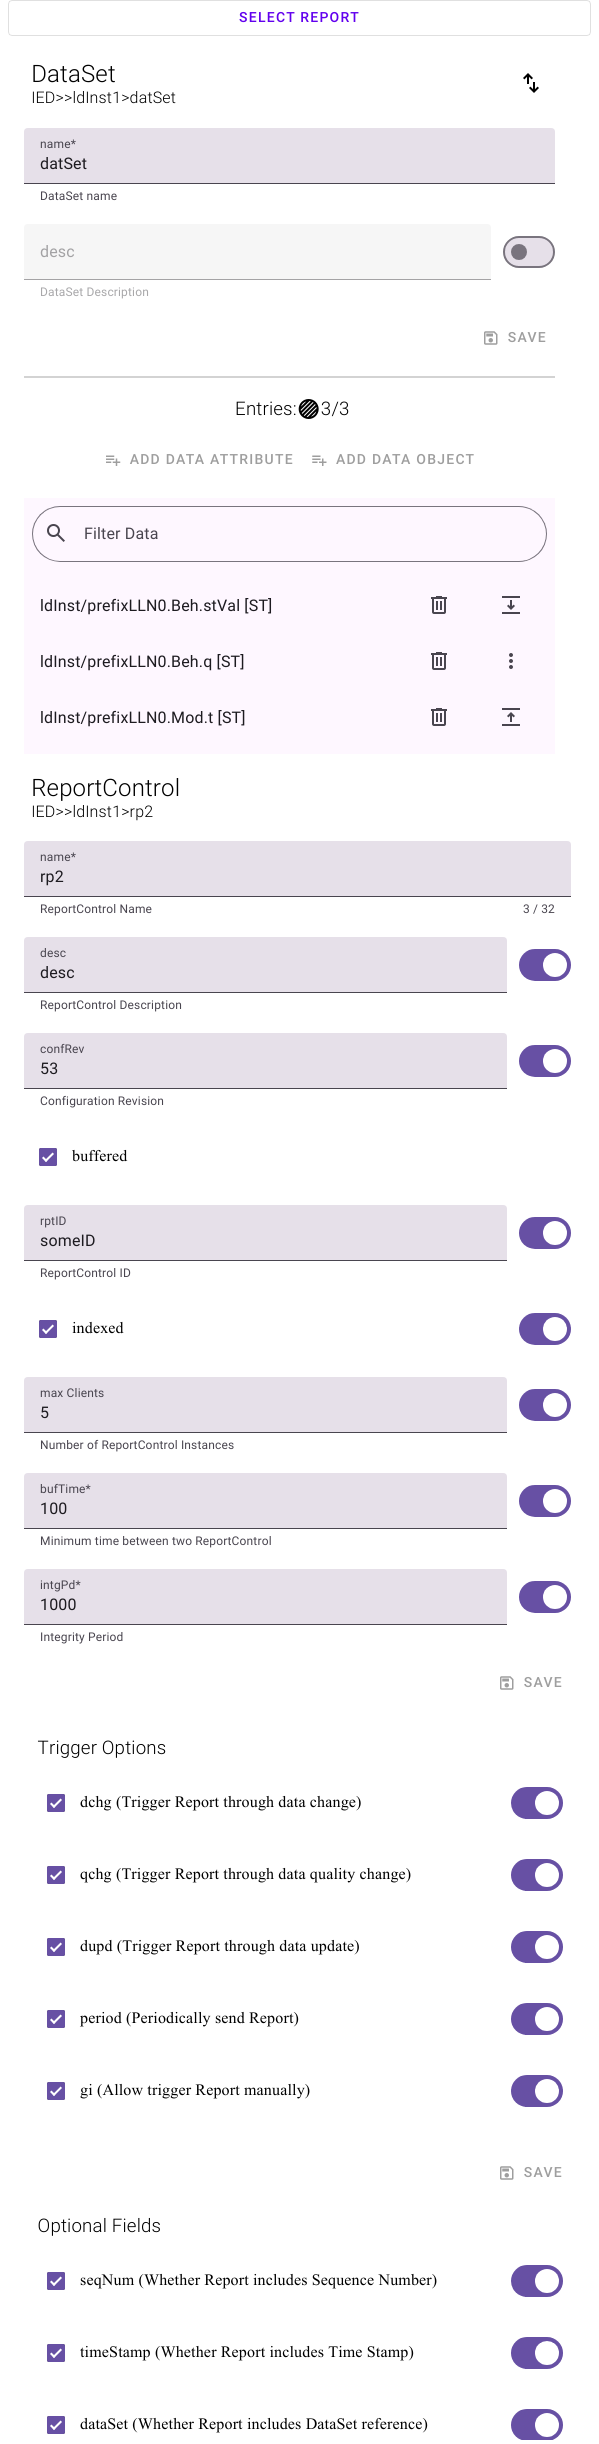 SELECT REPORT
DataSet
IED>>ldInst1>datSet
name*
datSet
DataSet name
desc
DataSet Description
SAVE
Entries: 3/3
ADD DATA ATTRIBUTE ADD DATA OBJECT
Filter Data
ldInst/prefixLLN0.Beh.stVal [ST]
ldInst/prefixLLN0.Beh.q [ST]
ldInst/prefixLLN0.Mod.t [ST]
ReportControl
IED>>ldInst1>rp2
name*
rp2
ReportControl Name 3 / 32
desc
desc
ReportControl Description
confRev
53
Configuration Revision
buffered
rptID
someID
ReportControl ID
indexed
max Clients
5
Number of ReportControl Instances
bufTime*
100
Minimum time between two ReportControl
intgPd*
1000
Integrity Period
SAVE
Trigger Options
dchg (Trigger Report through data change)
qchg (Trigger Report through data quality change)
dupd (Trigger Report through data update)
period (Periodically send Report)
gi (Allow trigger Report manually)
SAVE
Optional Fields
seqNum (Whether Report includes Sequence Number)
timeStamp (Whether Report includes Time Stamp)
dataSet (Whether Report includes DataSet reference)